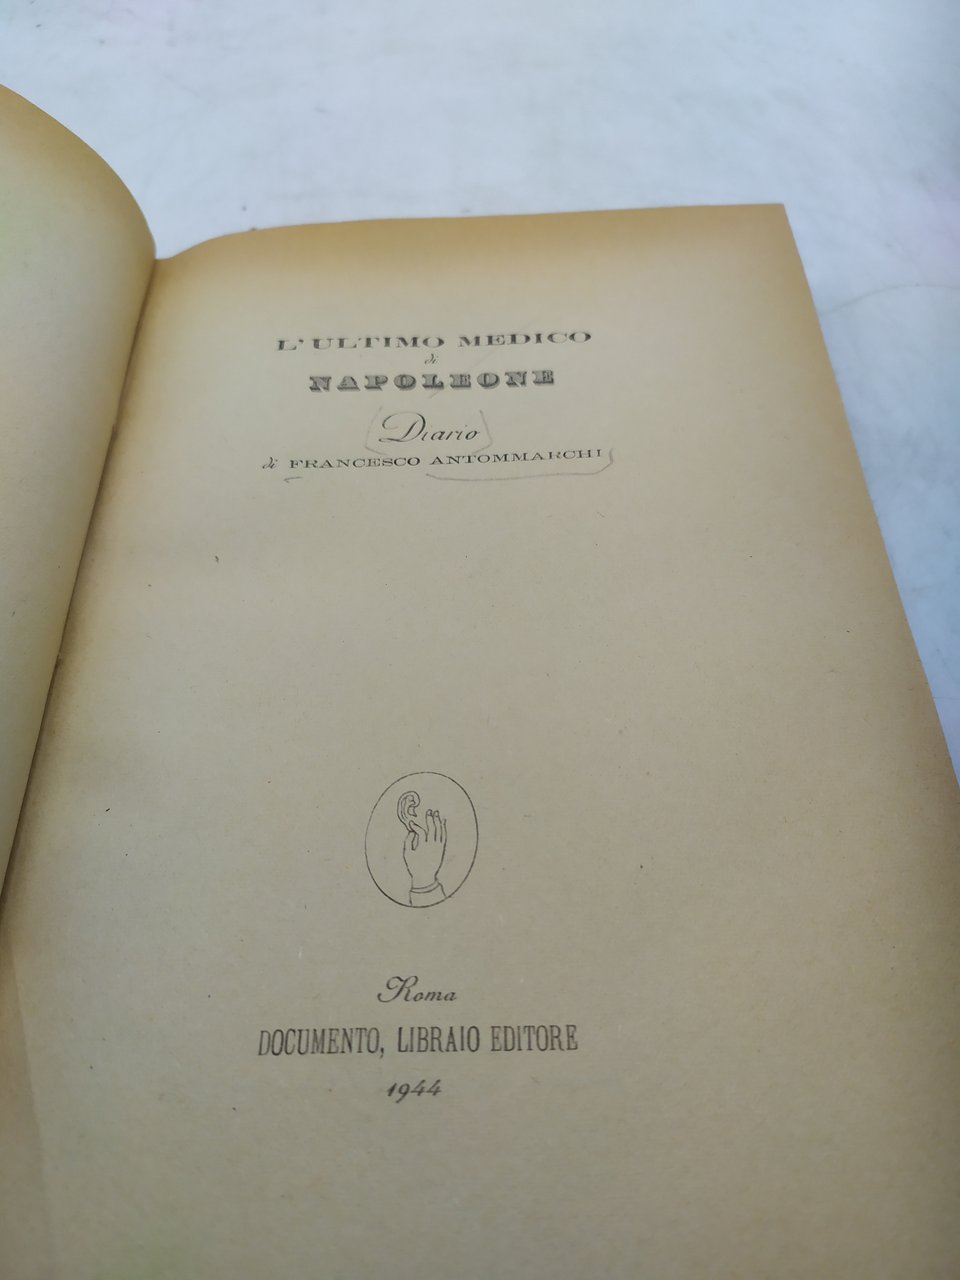 L'ULTIMO MEDICO
di
NAPOLEONE
Diario
di FRANCESCO ANTOMMARCHI
Roma
DOCUMENTO, LIBRAIO EDITORE
1944